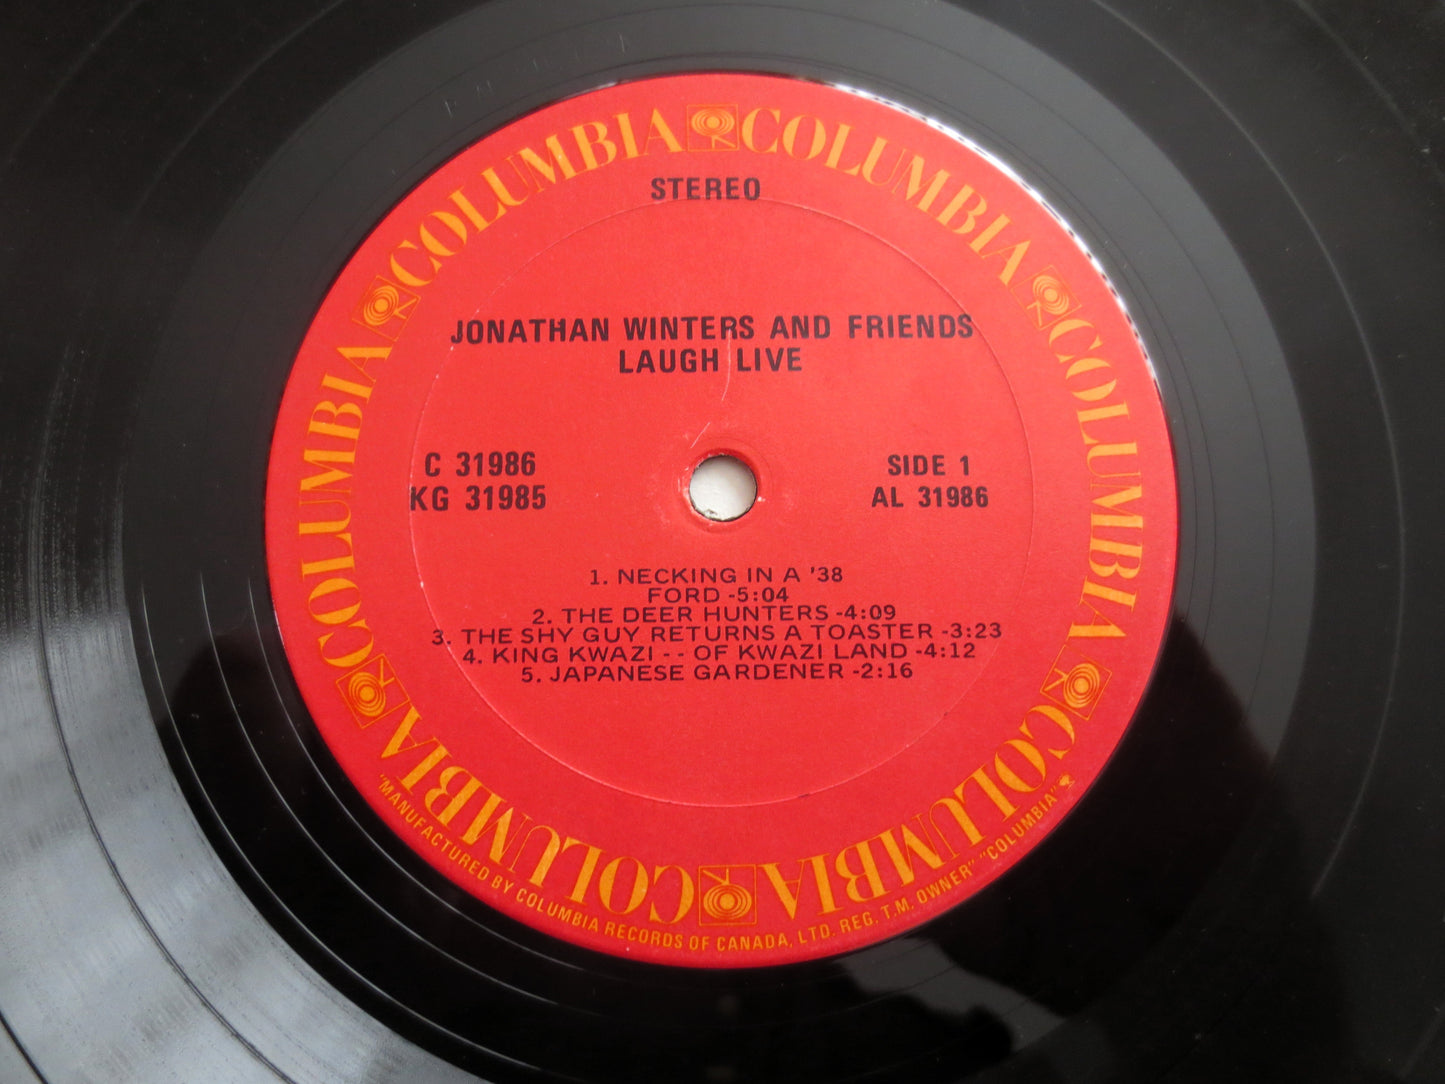 COLUMBIA COLUMBIA COLUMBIA COLUMBIA COLUMBIA COLUMBIA COLUMBIA COLUMBIA
STEREO
JONATHAN WINTERS AND FRIENDS
LAUGH LIVE
C 31986
KG 31985
SIDE 1
AL 31986
1. NECKING IN A '38
FORD -5:04
2. THE DEER HUNTERS -4:09
3. THE SHY GUY RETURNS A TOASTER -3:23
4. KING KWAZI -- OF KWAZI LAND -4:12
5. JAPANESE GARDENER -2:16
"MANUFACTURED BY COLUMBIA RECORDS OF CANADA, LTD. REG. T.M. OWNER" "COLUMBIA",